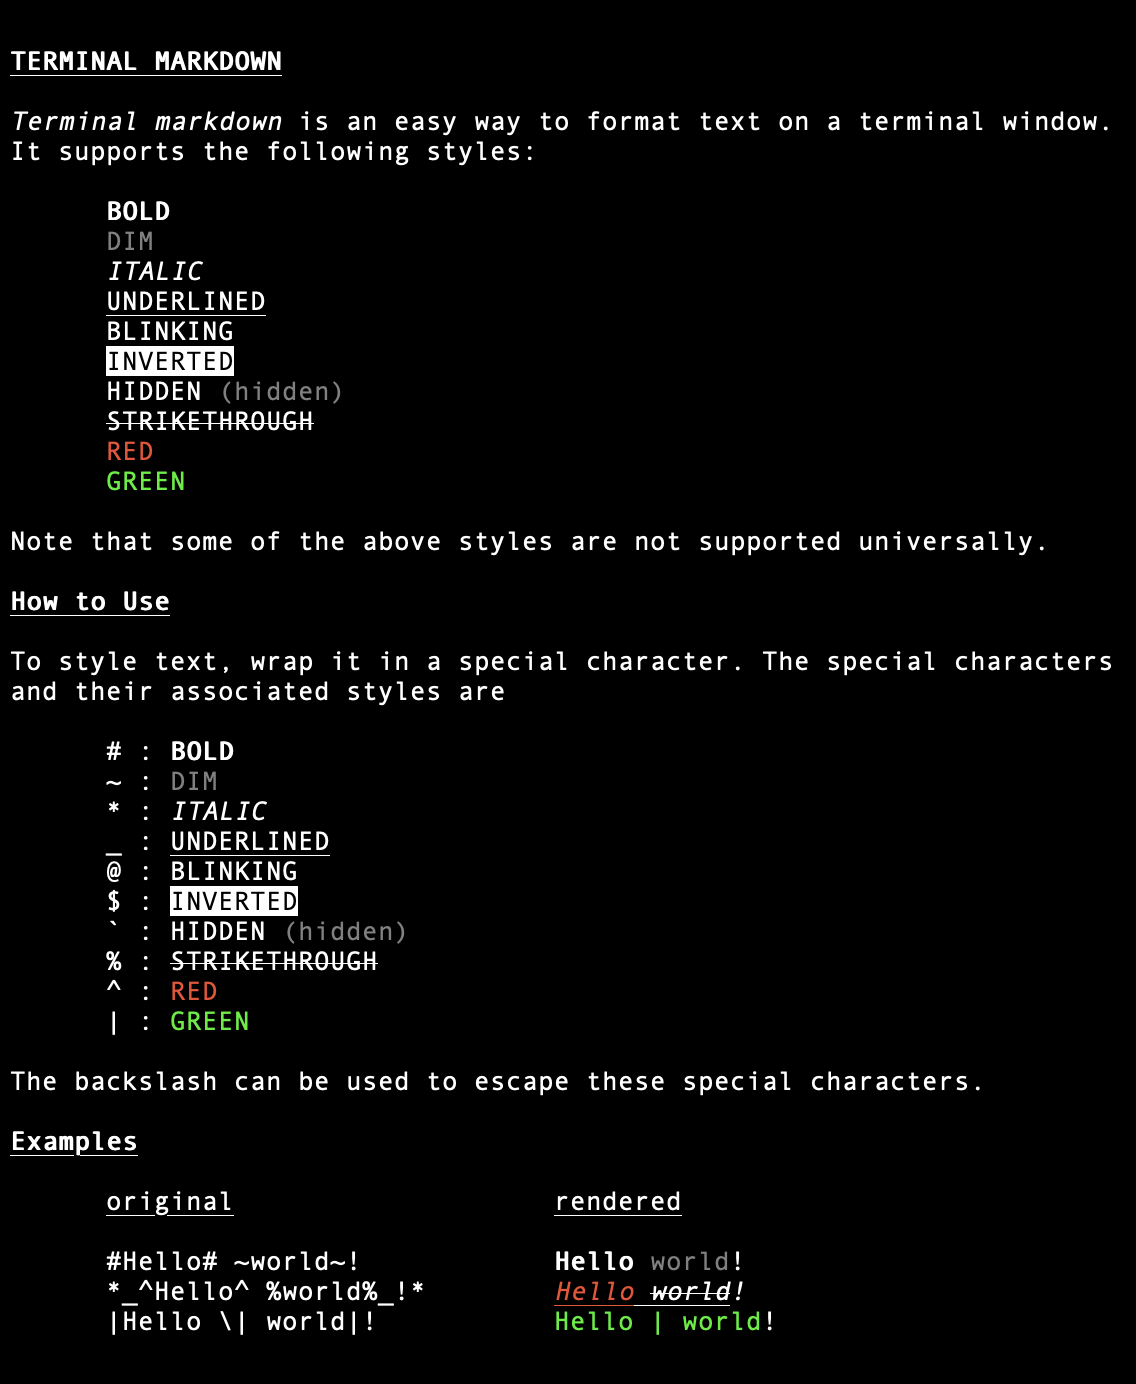 TERMINAL MARKDOWN
Terminal markdown is an easy way to format text on a terminal window.
It supports the following styles:
BOLD
DIM
ITALIC
UNDERLINED
BLINKING
INVERTED
HIDDEN (hidden)
STRIKETHROUGH
RED
GREEN
Note that some of the above styles are not supported universally.
How to Use
To style text, wrap it in a special character. The special characters
and their associated styles are
# : BOLD
~ : DIM
* : ITALIC
_ : UNDERLINED
@ : BLINKING
$ : INVERTED
` : HIDDEN (hidden)
% : STRIKETHROUGH
^ : RED
| : GREEN
The backslash can be used to escape these special characters.
Examples
original rendered
#Hello# ~world~! Hello world!
*_^Hello^ %world%_!* Hello world!
|Hello \| world|! Hello | world!